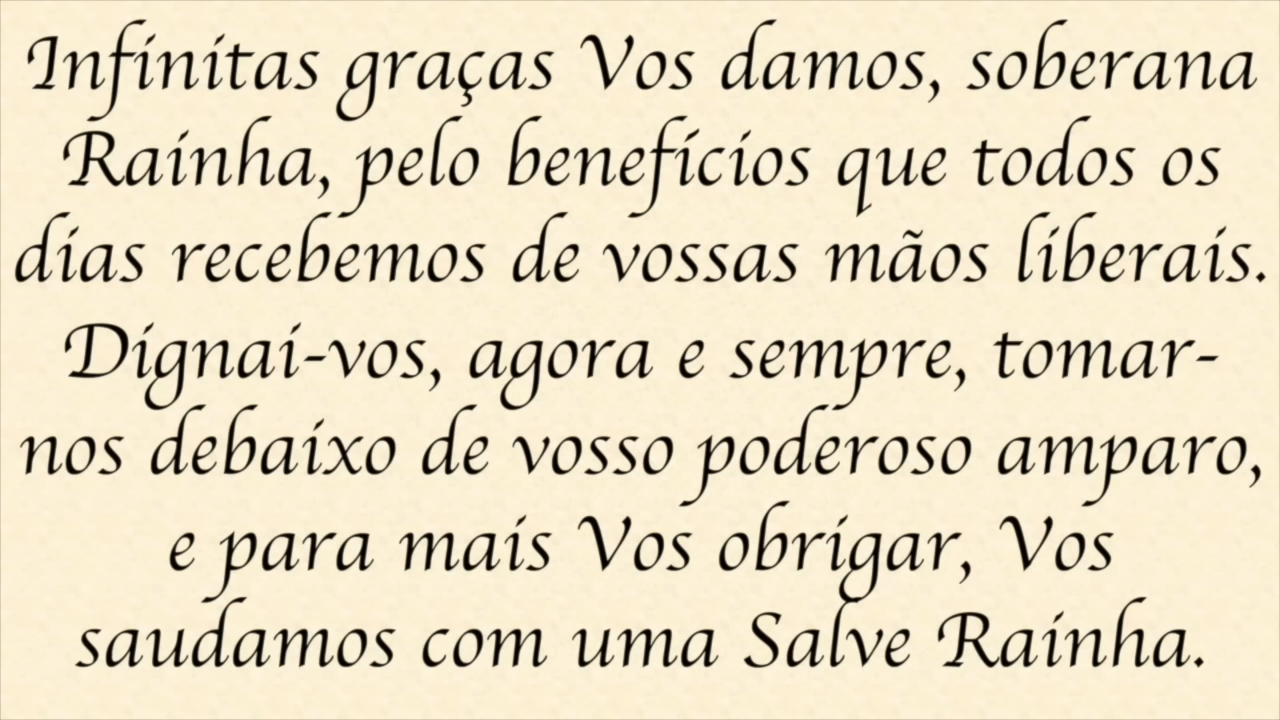 Infinitas graças Vos damos, soberana
Rainha, pelo benefícios que todos os
dias recebemos de vossas mãos liberais.
Dignai-vos, agora e sempre, tomar-
nos debaixo de vosso poderoso amparo,
e para mais Vos obrigar, Vos
saudamos com uma Salve Rainha.